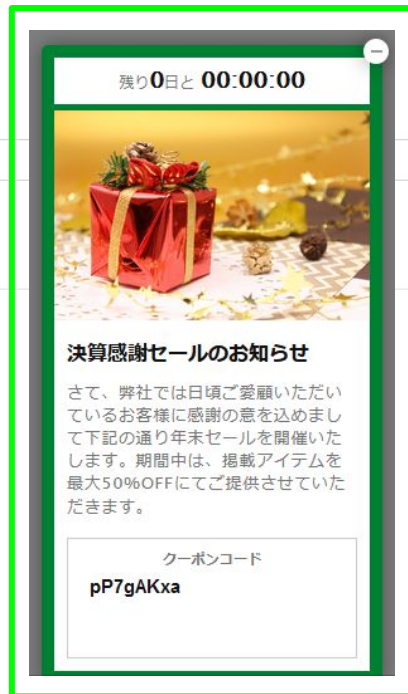 残り0日と 00:00:00
決算感謝セールのお知らせ
さて、弊社では日頃ご愛顧いただい
ているお客様に感謝の意を込めまし
て下記の通り年末セールを開催いた
します。期間中は、掲載アイテムを
最大50%OFFにてご提供させていた
だきます。
クーポンコード
pP7gAKxa